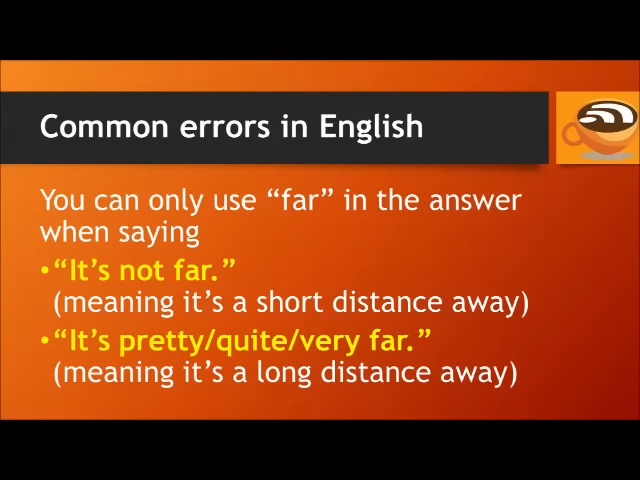 Common errors in English
You can only use “far” in the answer
when saying
•“It’s not far.”
(meaning it’s a short distance away)
•“It’s pretty/quite/very far.”
(meaning it’s a long distance away)